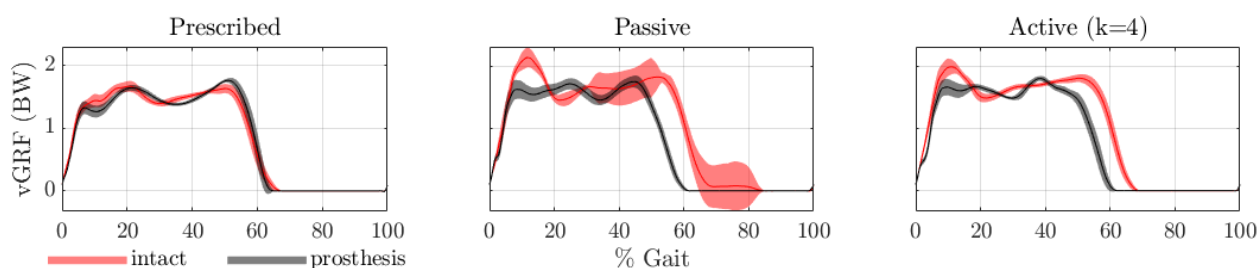 Prescribed
Passive
Active (k=4)
vGRF (BW)
2
1
0
0 20 40 60 80 100
0 20 40 60 80 100
0 20 40 60 80 100
% Gait
intact prosthesis